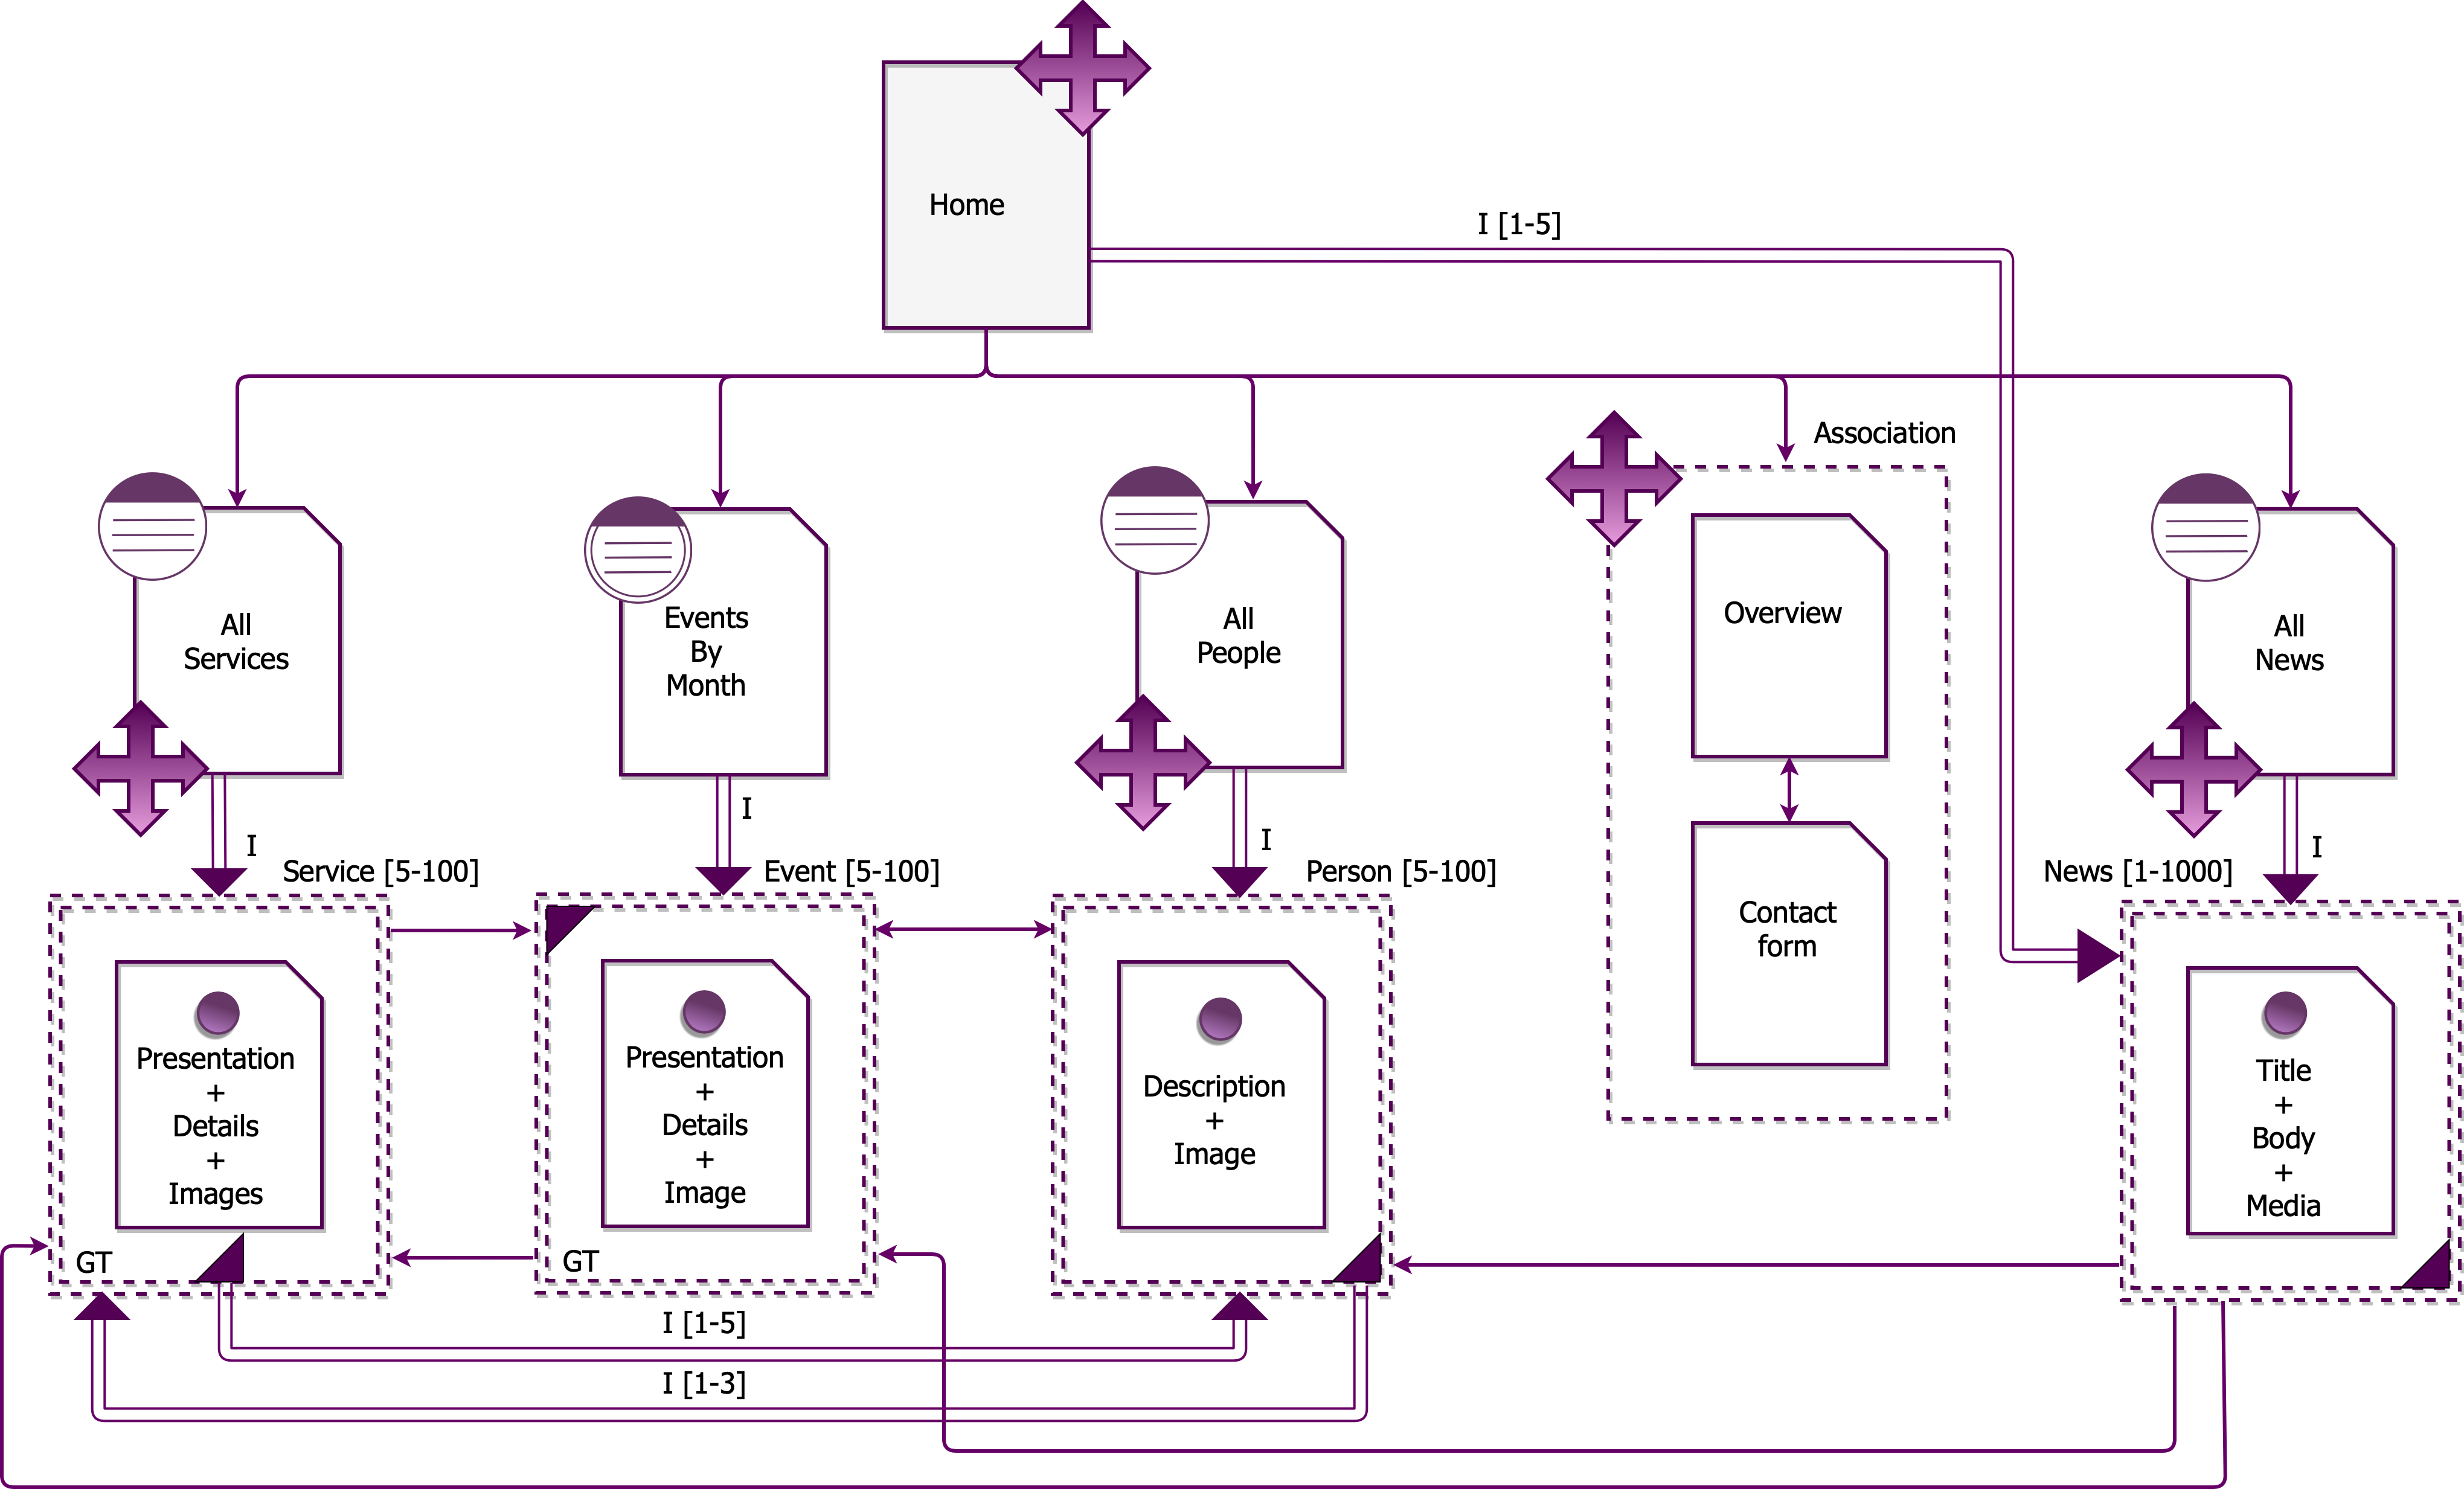 Home
I [1-5]
Association
All
Services
Events
By
Month
All
People
Overview
All
News
I
I
I
I
Service [5-100]
Event [5-100]
Person [5-100]
News [1-1000]
Contact
form
Presentation
+
Details
+
Images
GT
Presentation
+
Details
+
Image
GT
Description
+
Image
Title
+
Body
+
Media
I [1-5]
I [1-3]